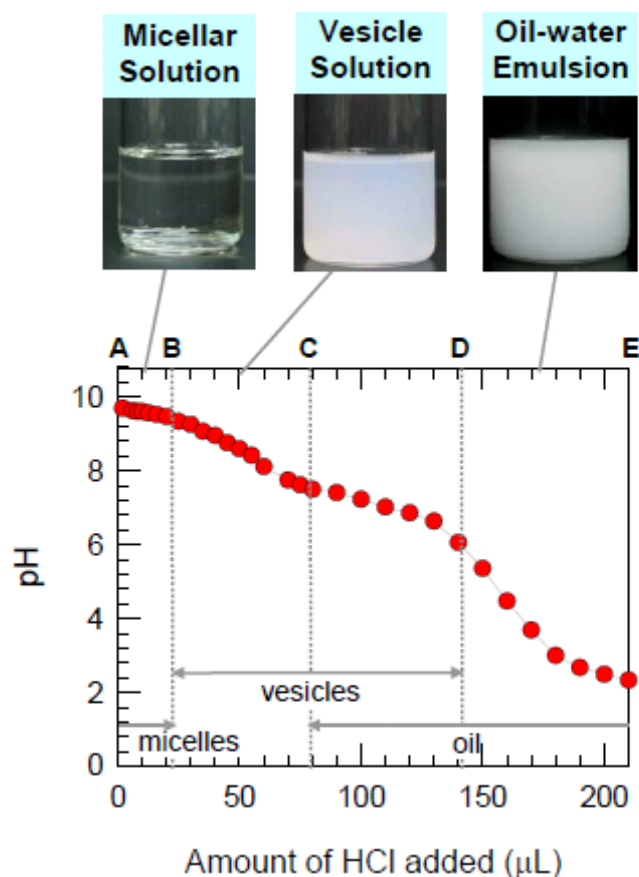 Micellar
Solution
Vesicle
Solution
Oil-water
Emulsion
A B C D E
10
8
6
4
2
0
pH
vesicles
micelles
oil
0 50 100 150 200
Amount of HCl added (μL)